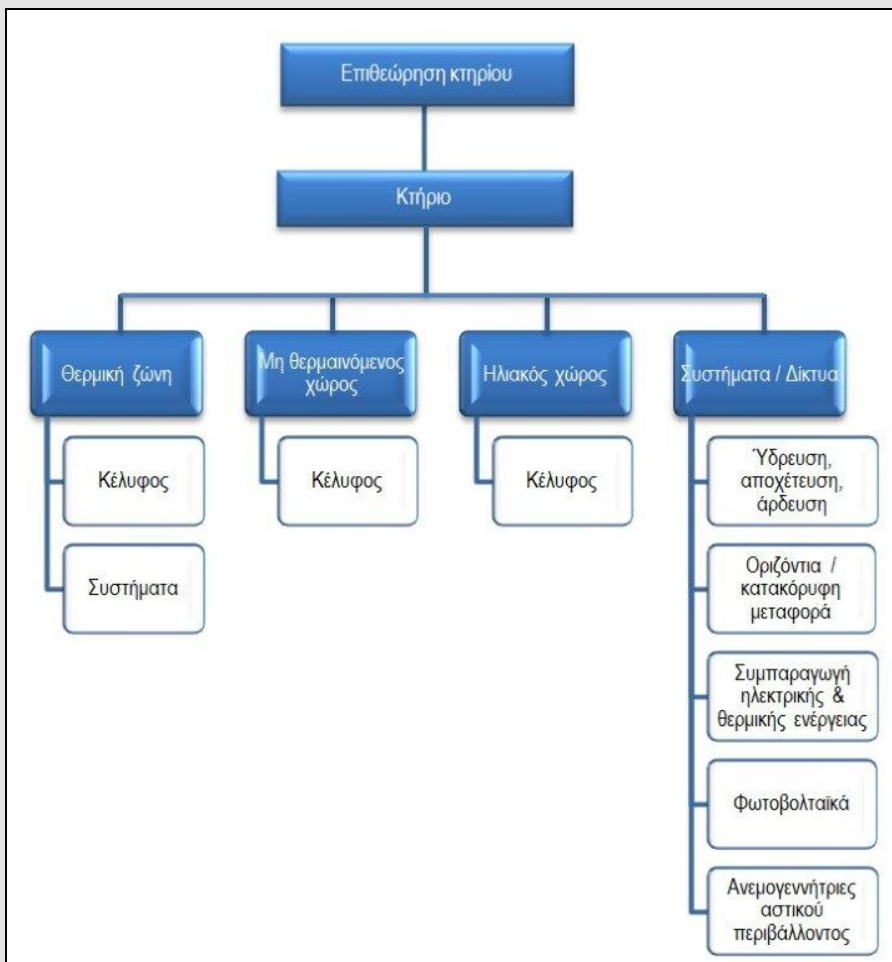 Επιθεώρηση κτηρίου
Κτήριο
Θερμική ζώνη
Κέλυφος
Συστήματα
Μη θερμαινόμενος
χώρος
Κέλυφος
Ηλιακός χώρος
Κέλυφος
Συστήματα / Δίκτυα
Ύδρευση,
αποχέτευση,
άρδευση
Οριζόντια /
κατακόρυφη
μεταφορά
Συμπαραγωγή
ηλεκτρικής &
θερμικής ενέργειας
Φωτοβολταϊκά
Ανεμογεννήτριες
αστικού
περιβάλλοντος